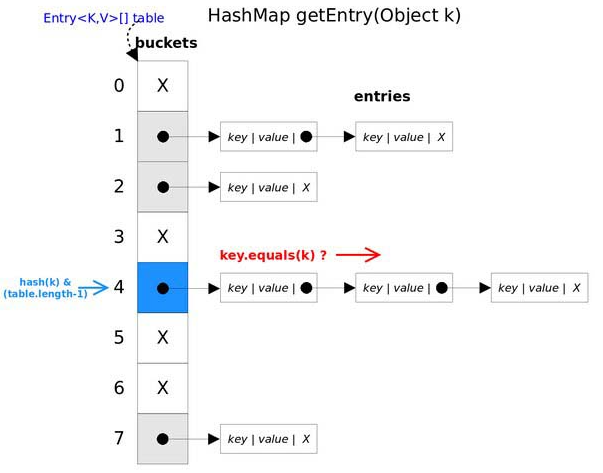 HashMap getEntry(Object k)
Entry<K,V>[] table
buckets
entries
0 X
1 key | value | key | value | X
2 key | value | X
3 X
key.equals(k) ?
hash(k) &
(table.length-1)
4 key | value | key | value | key | value | X
5 X
6 X
7 key | value | X